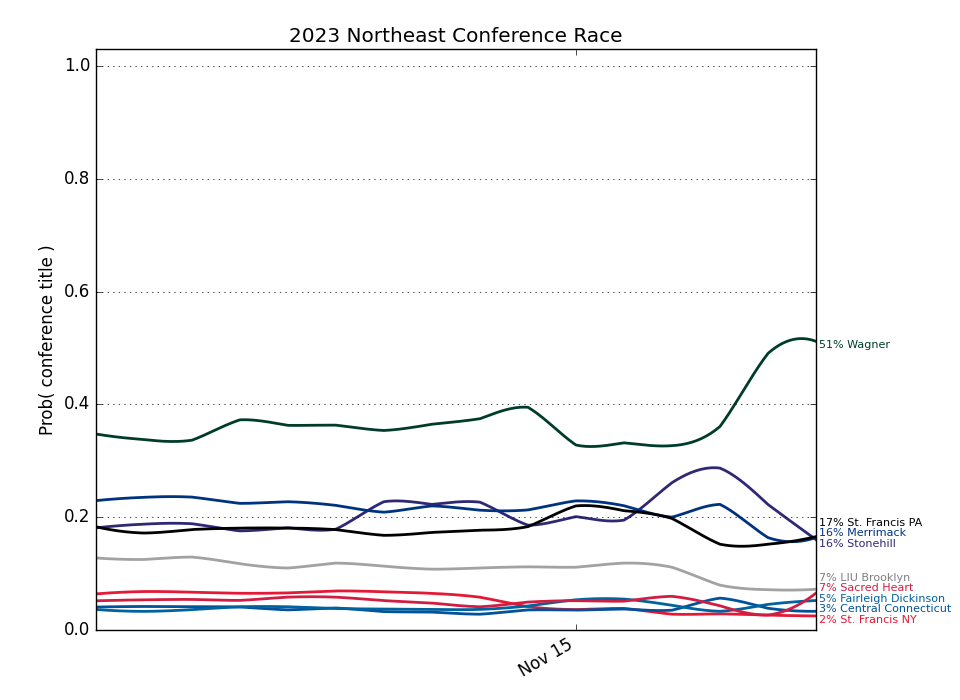 2023 Northeast Conference Race
Prob( conference title )
1.0
0.8
0.6
0.4
0.2
0.0
Nov 15
51% Wagner
17% St. Francis PA
16% Merrimack
16% Stonehill
7% LIU Brooklyn
7% Sacred Heart
5% Fairleigh Dickinson
3% Central Connecticut
2% St. Francis NY